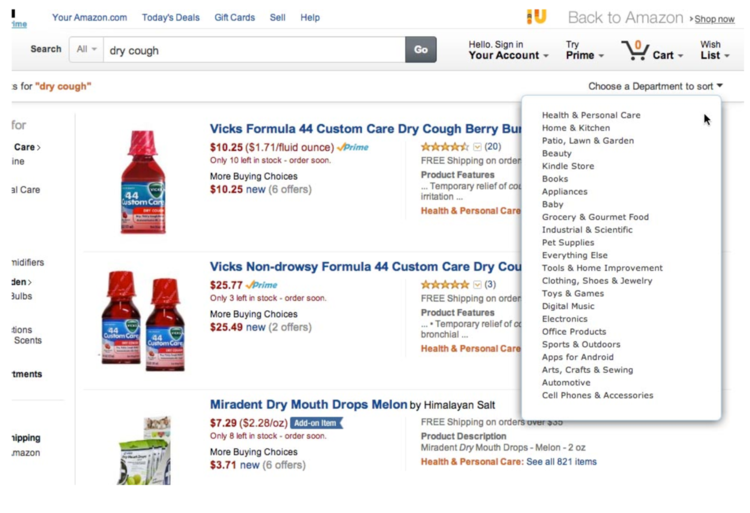 Your Amazon.com Today's Deals Gift Cards Sell Help
Back to Amazon › Shop now
Search All dry cough Go
Hello. Sign in
Your Account
Try
Prime
0
Cart
Wish
List
for "dry cough"
Choose a Department to sort
for
Vicks Formula 44 Custom Care Dry Cough Berry
$10.25 ($1.71/fluid ounce) Prime
Only 10 left in stock - order soon.
More Buying Choices
$10.25 new (6 offers)
(20)
FREE Shipping on
Product Features
... Temporary relief of
irritation ...
Health & Personal Care
Care ›
al Care
Vicks Non-drowsy Formula 44 Custom Care Dry
$25.77 Prime
Only 3 left in stock - order soon.
More Buying Choices
$25.49 new (2 offers)
(3)
FREE Shipping on
Product Features
... • Temporary relief of
bronchial ...
Health & Personal Care
midifiers
den ›
Bulbs
Scents
tments
Miradent Dry Mouth Drops Melon by Himalayan Salt
$7.29 ($2.28/oz) Add-on Item
Only 8 left in stock - order soon.
More Buying Choices
$3.71 new (6 offers)
FREE Shipping on orders over $35
Product Description
Miradent Dry Mouth Drops - Melon - 2 oz
Health & Personal Care: See all 821 items
hipping
mazon
Health & Personal Care
Home & Kitchen
Patio, Lawn & Garden
Beauty
Kindle Store
Books
Appliances
Baby
Grocery & Gourmet Food
Industrial & Scientific
Pet Supplies
Everything Else
Tools & Home Improvement
Clothing, Shoes & Jewelry
Toys & Games
Digital Music
Electronics
Office Products
Sports & Outdoors
Apps for Android
Arts, Crafts & Sewing
Automotive
Cell Phones & Accessories